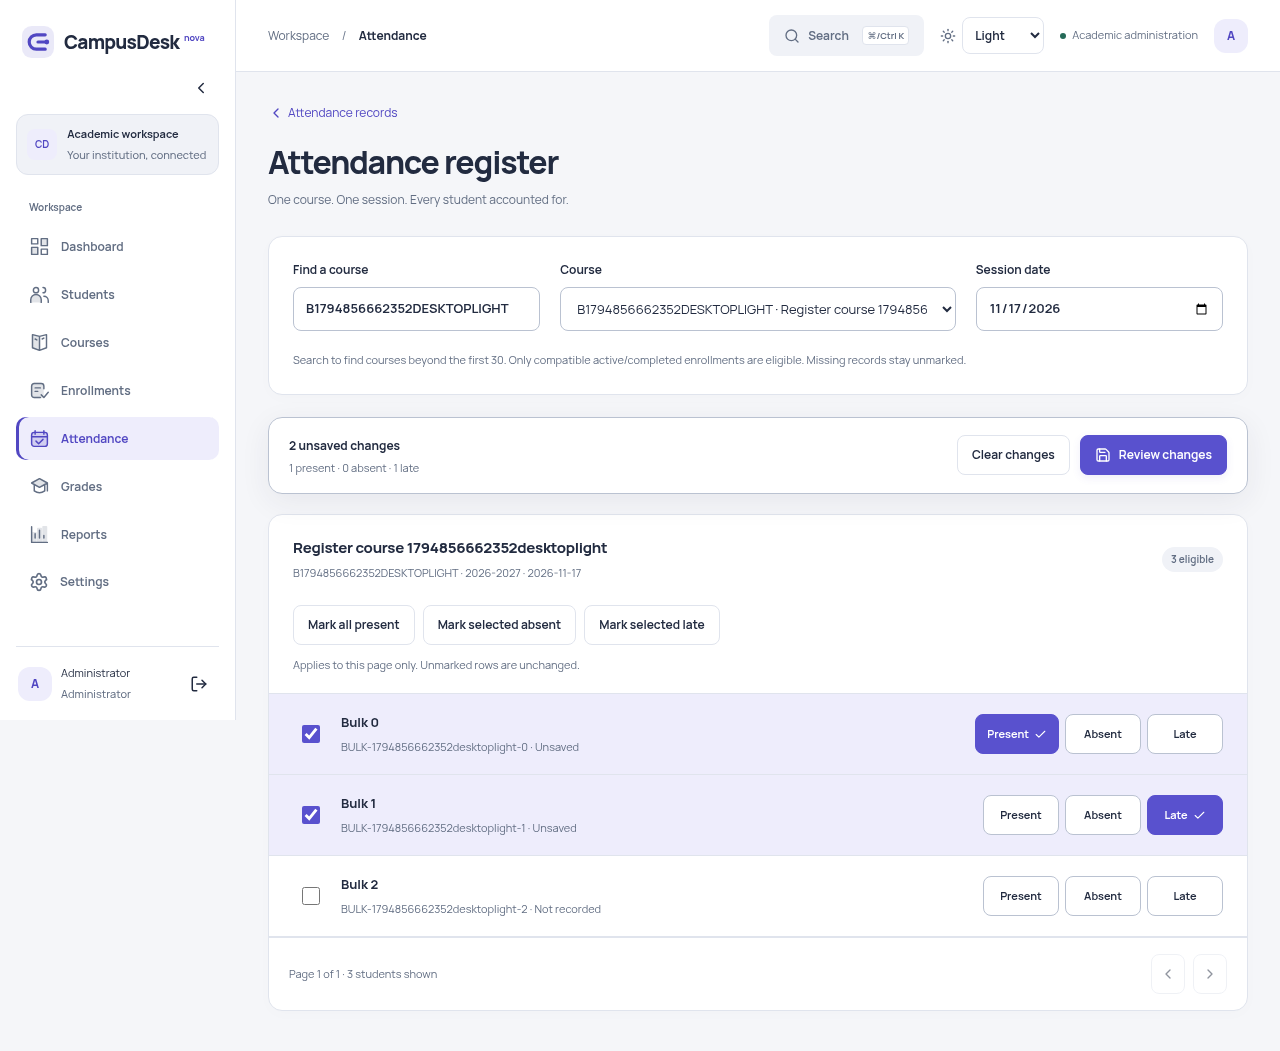 CampusDesk nova
CD
Academic workspace
Your institution, connected
Workspace
Dashboard
Students
Courses
Enrollments
Attendance
Grades
Reports
Settings
A
Administrator
Administrator
Workspace / Attendance
Search ⌘/Ctrl K
Light
Academic administration
A
Attendance records
Attendance register
One course. One session. Every student accounted for.
Find a course
Course
Session date
B1794856662352DESKTOPLIGHT
B1794856662352DESKTOPLIGHT · Register course 1794856
11/17/2026
Search to find courses beyond the first 30. Only compatible active/completed enrollments are eligible. Missing records stay unmarked.
2 unsaved changes
1 present · 0 absent · 1 late
Clear changes
Review changes
Register course 1794856662352desktoplight
B1794856662352DESKTOPLIGHT · 2026-2027 · 2026-11-17
3 eligible
Mark all present
Mark selected absent
Mark selected late
Applies to this page only. Unmarked rows are unchanged.
Bulk 0
BULK-1794856662352desktoplight-0 · Unsaved
Present
Absent
Late
Bulk 1
BULK-1794856662352desktoplight-1 · Unsaved
Present
Absent
Late
Bulk 2
BULK-1794856662352desktoplight-2 · Not recorded
Present
Absent
Late
Page 1 of 1 · 3 students shown